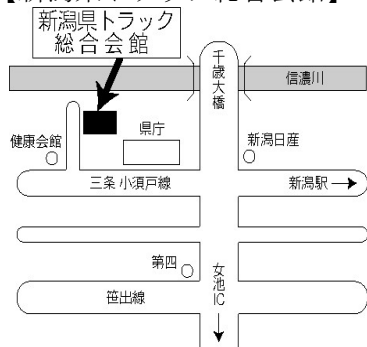 新潟県トラック
総合会館
千歳大橋
信濃川
県庁
健康会館
新潟日産
三条 小須戸線
新潟駅
第四
女池IC
笹出線